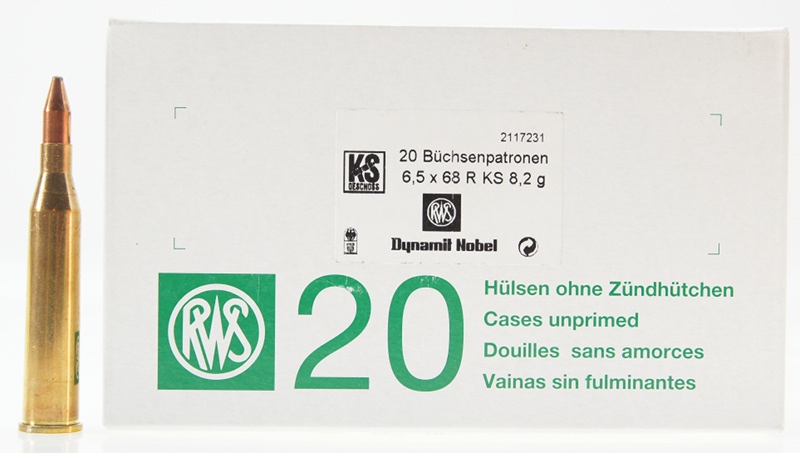 2117231
KS
GESCHOSS
20 Büchsenpatronen
6,5 x 68 R KS 8,2 g
RWS
Dynamit Nobel
RWS
20
Hülsen ohne Zündhütchen
Cases unprimed
Douilles sans amorces
Vainas sin fulminantes